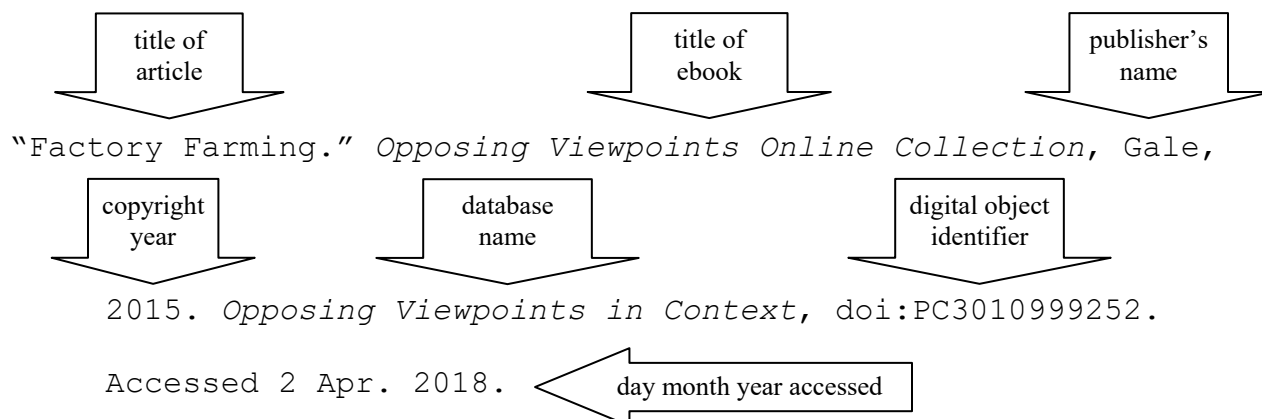 title of
article
title of
ebook
publisher’s
name
“Factory Farming.” Opposing Viewpoints Online Collection, Gale,
copyright
year
database
name
digital object
identifier
2015. Opposing Viewpoints in Context, doi:PC3010999252.
Accessed 2 Apr. 2018.
day month year accessed